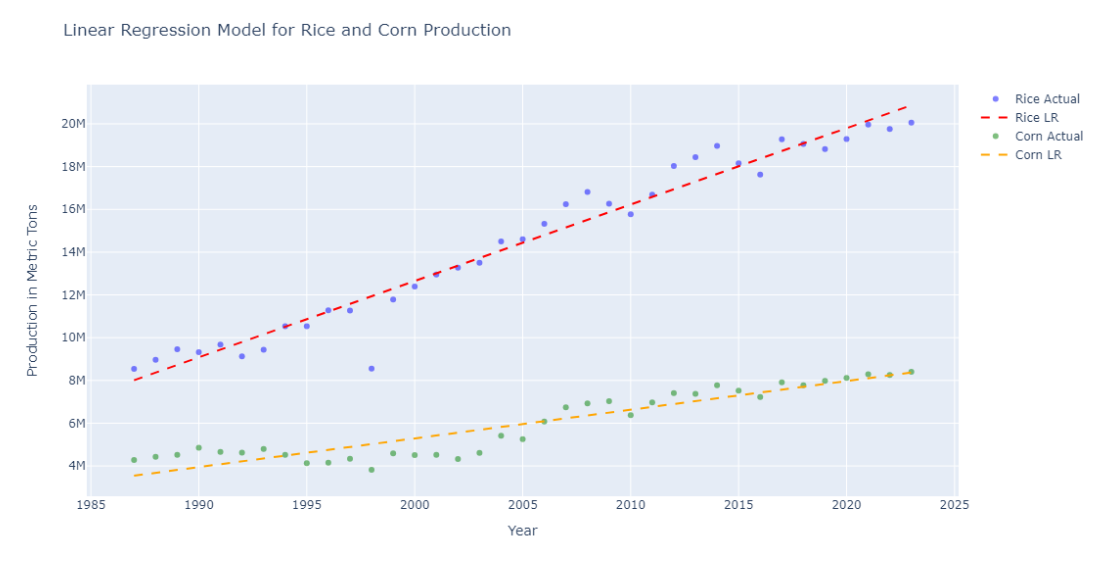 Linear Regression Model for Rice and Corn Production
Rice Actual
Rice LR
Corn Actual
Corn LR
Production in Metric Tons
20M
18M
16M
14M
12M
10M
8M
6M
4M
1985 1990 1995 2000 2005 2010 2015 2020 2025
Year